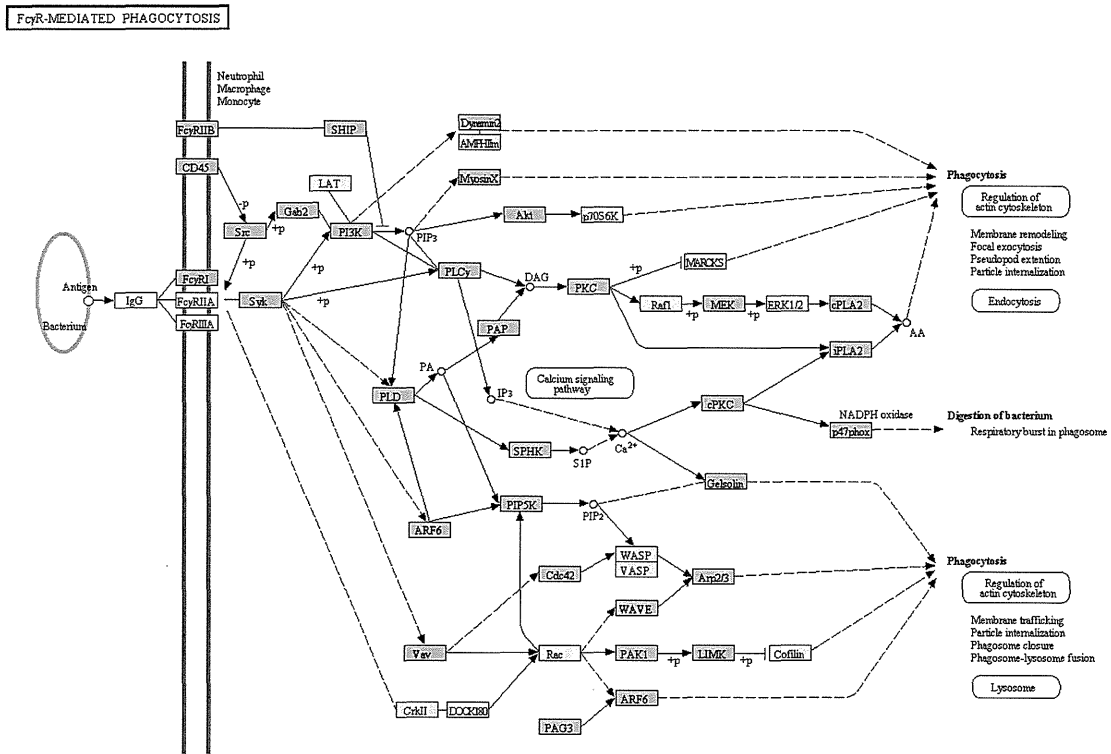 FcγR-MEDIATED PHAGOCYTOSIS
Neutrophil
Macrophage
Monocyte
FcγRIIB
SHIP
Dynamin2
AMPHIIm
CD45
LAT
MyosinX
Phagocytosis
Regulation of
actin cytoskeleton
-p
Gab2
Akt
p70S6K
Src
+p
PI3K
PIP3
Membrane remodeling
Focal exocytosis
Pseudopod extention
Particle internalization
+p
+p
PLCγ
+p
MARCKS
DAG
FcγRI
Antigen
IgG
FcγRIIA
Syk
+p
PKC
Raf1
+p
MEK
+p
ERK1/2
cPLA2
Endocytosis
Bacterium
FcγRIIIA
PAP
AA
iPLA2
PA
Calcium signaling
pathway
PLD
IP3
cPKC
NADPH oxidase
Digestion of bacterium
p47phox
Respiratory burst in phagosome
SPHK
S1P
Ca2+
Gelsolin
PIP5K
PIP2
ARF6
WASP
VASP
Phagocytosis
Cdc42
Arp2/3
Regulation of
actin cytoskeleton
WAVE
Membrane trafficking
Particle internalization
Phagosome closure
Phagosome-lysosome fusion
Vav
Rac
PAK1
+p
LIMK
+p
Cofilin
Lysosome
ARF6
CrkII
DOCK180
PAG3